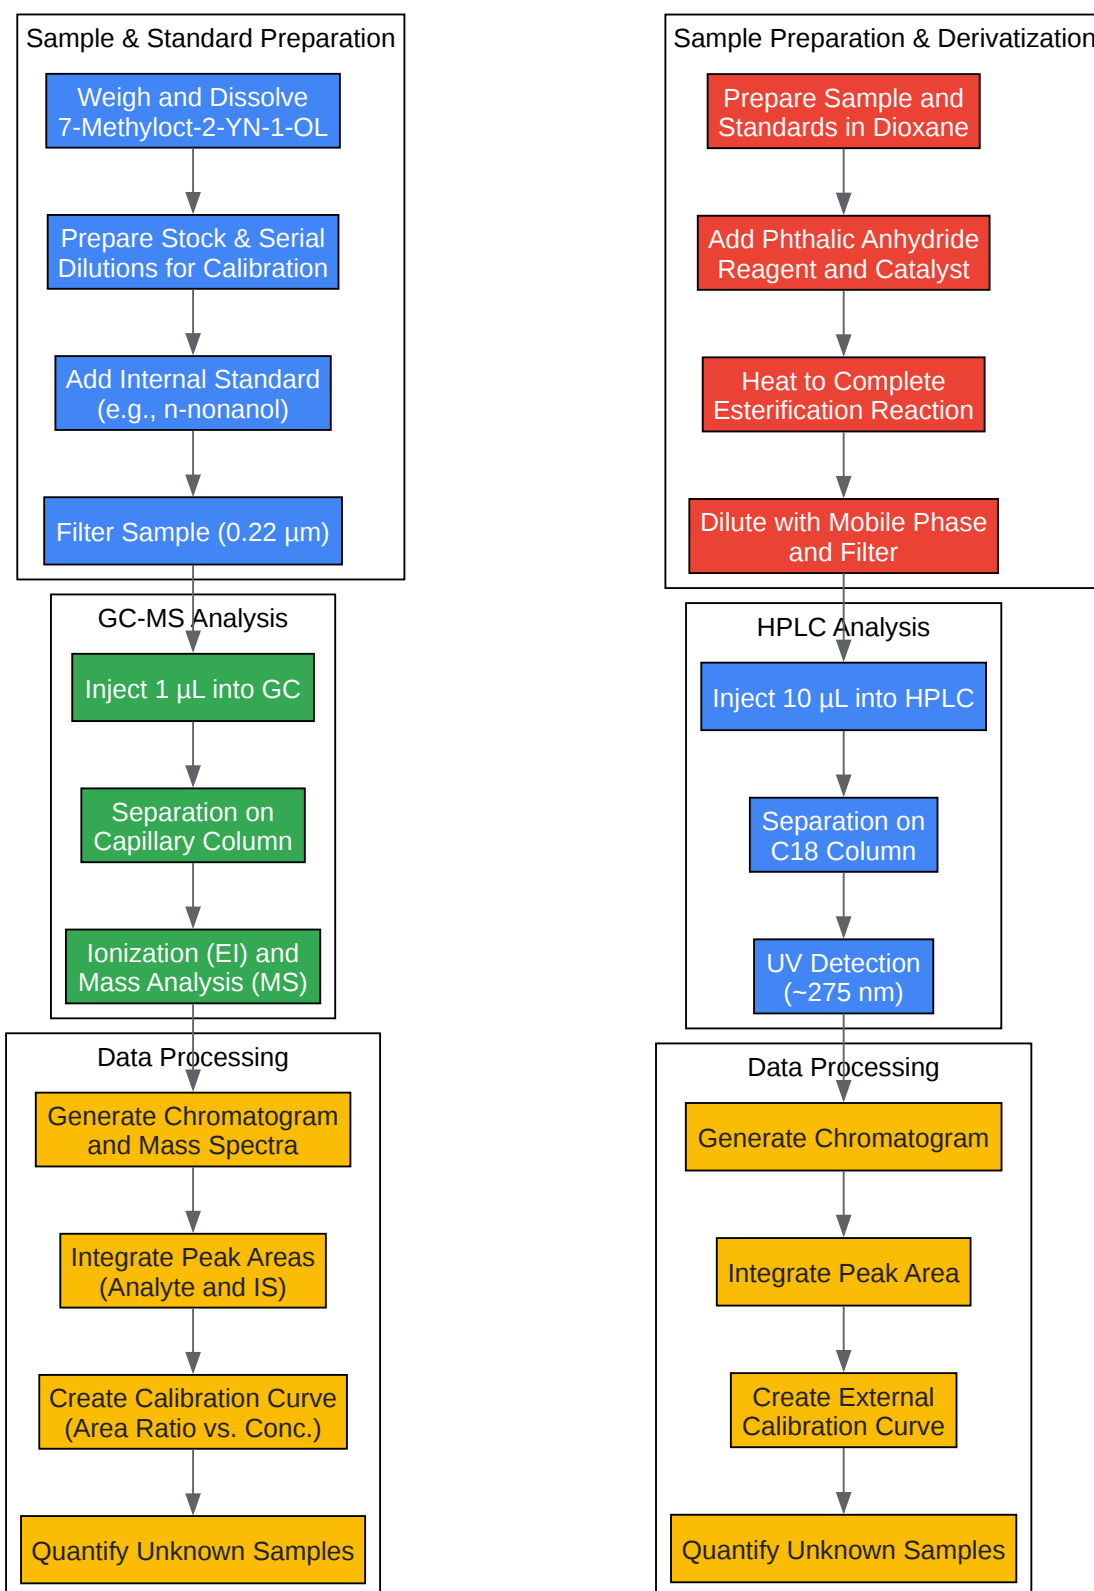 Sample & Standard Preparation
Weigh and Dissolve
7-Methyloct-2-YN-1-OL
Prepare Stock & Serial
Dilutions for Calibration
Add Internal Standard
(e.g., n-nonanol)
Filter Sample (0.22 µm)
GC-MS Analysis
Inject 1 µL into GC
Separation on
Capillary Column
Ionization (EI) and
Mass Analysis (MS)
Data Processing
Generate Chromatogram
and Mass Spectra
Integrate Peak Areas
(Analyte and IS)
Create Calibration Curve
(Area Ratio vs. Conc.)
Quantify Unknown Samples
Sample Preparation & Derivatization
Prepare Sample and
Standards in Dioxane
Add Phthalic Anhydride
Reagent and Catalyst
Heat to Complete
Esterification Reaction
Dilute with Mobile Phase
and Filter
HPLC Analysis
Inject 10 µL into HPLC
Separation on
C18 Column
UV Detection
(~275 nm)
Data Processing
Generate Chromatogram
Integrate Peak Area
Create External
Calibration Curve
Quantify Unknown Samples